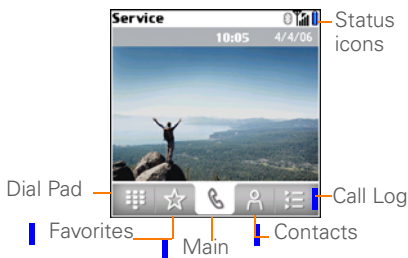 Service
10:05 4/4/06
Status
icons
Dial Pad
Call Log
Favorites
Contacts
Main